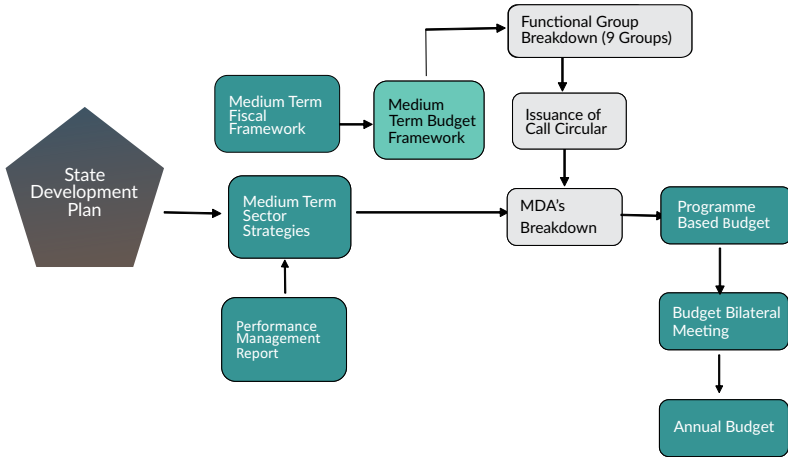 Functional Group
Breakdown (9 Groups)
Medium Term
Fiscal
Framework
Medium
Term Budget
Framework
Issuance of
Call Circular
State
Development
Plan
Medium Term
Sector
Strategies
MDA's
Breakdown
Programme
Based Budget
Performance
Management
Report
Budget Bilateral
Meeting
Annual Budget